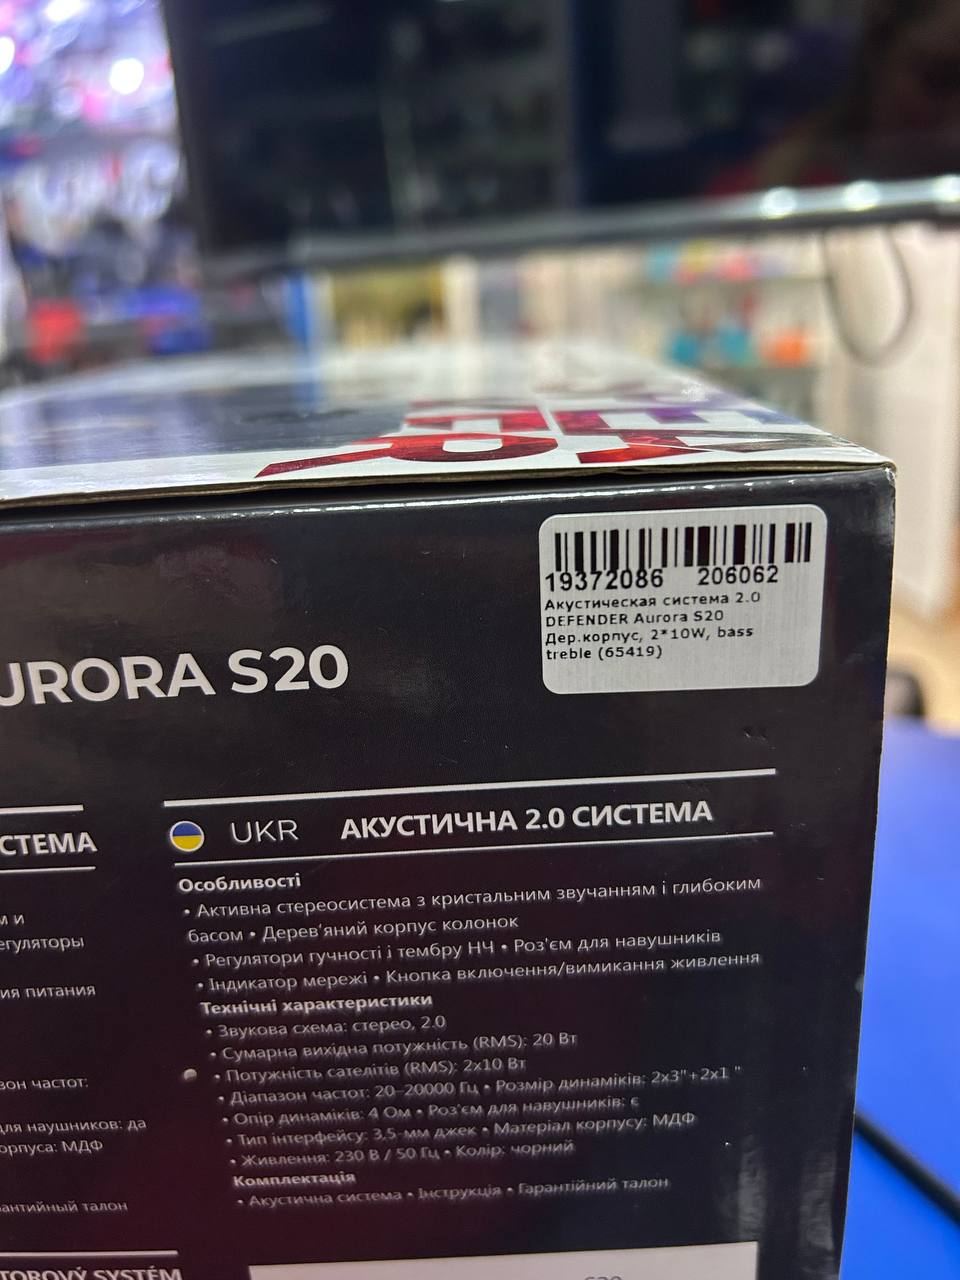 19372086 206062
Акустическая система 2.0
DEFENDER Aurora S20
Дер.корпус, 2*10W, bass
treble (65419)
URORA S20
СТЕМА
м и
егуляторы
ия питания
зон частот:
для наушников: да
орпуса: МДФ
рантийный талон
UKR АКУСТИЧНА 2.0 СИСТЕМА
Особливості
• Активна стереосистема з кристальним звучанням і глибоким
басом • Дерев'яний корпус колонок
• Регулятори гучності і тембру НЧ • Роз'єм для навушників
• Індикатор мережі • Кнопка включення/вимикання живлення
Технічні характеристики
• Звукова схема: стерео, 2.0
• Сумарна вихідна потужність (RMS): 20 Вт
• Потужність сателітів (RMS): 2x10 Вт
• Діапазон частот: 20–20000 Гц • Розмір динаміків: 2x3"+2x1 "
• Опір динаміків: 4 Ом • Роз'єм для навушників: є
• Тип інтерфейсу: 3,5-мм джек • Матеріал корпусу: МДФ
• Живлення: 230 В / 50 Гц • Колір: чорний
Комплектація
• Акустична система • Інструкція • Гарантійний талон
TOROVÝ SYSTÉM